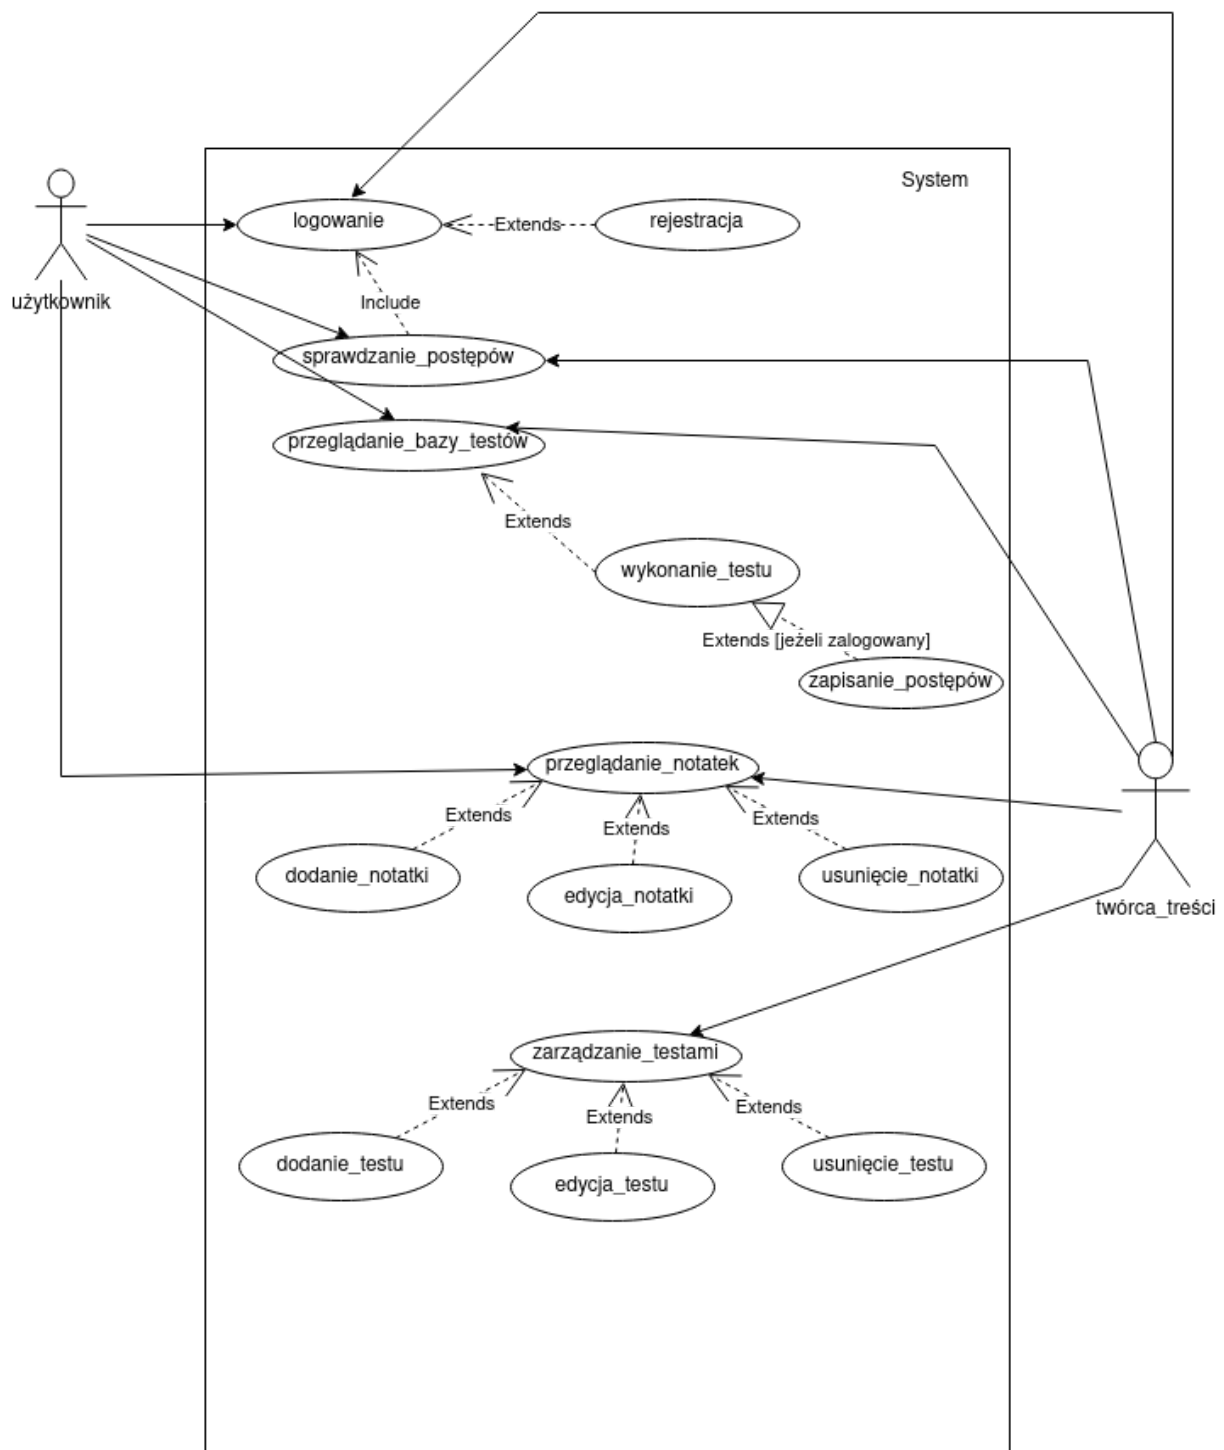 System
logowanie
Extends
rejestracja
użytkownik
Include
sprawdzanie_postępów
przeglądanie_bazy_testów
Extends
wykonanie_testu
Extends [jeżeli zalogowany]
zapisanie_postępów
przeglądanie_notatek
Extends
Extends
Extends
dodanie_notatki
edycja_notatki
usunięcie_notatki
twórca_treści
zarządzanie_testami
Extends
Extends
Extends
dodanie_testu
edycja_testu
usunięcie_testu